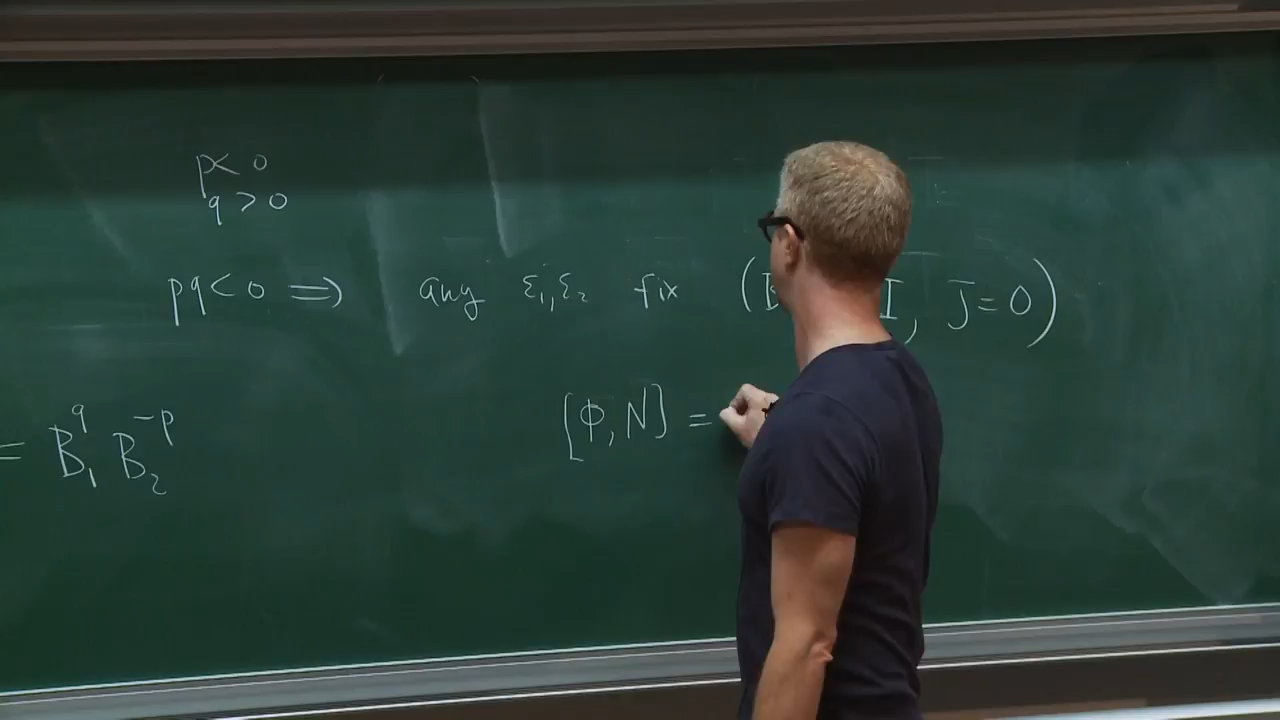 p < 0
q > 0
pq < 0 ⟹ any ε₁, ε₂ fix (B I, J = 0)
= B₁^q B₂^{-p}
[Φ, N] =